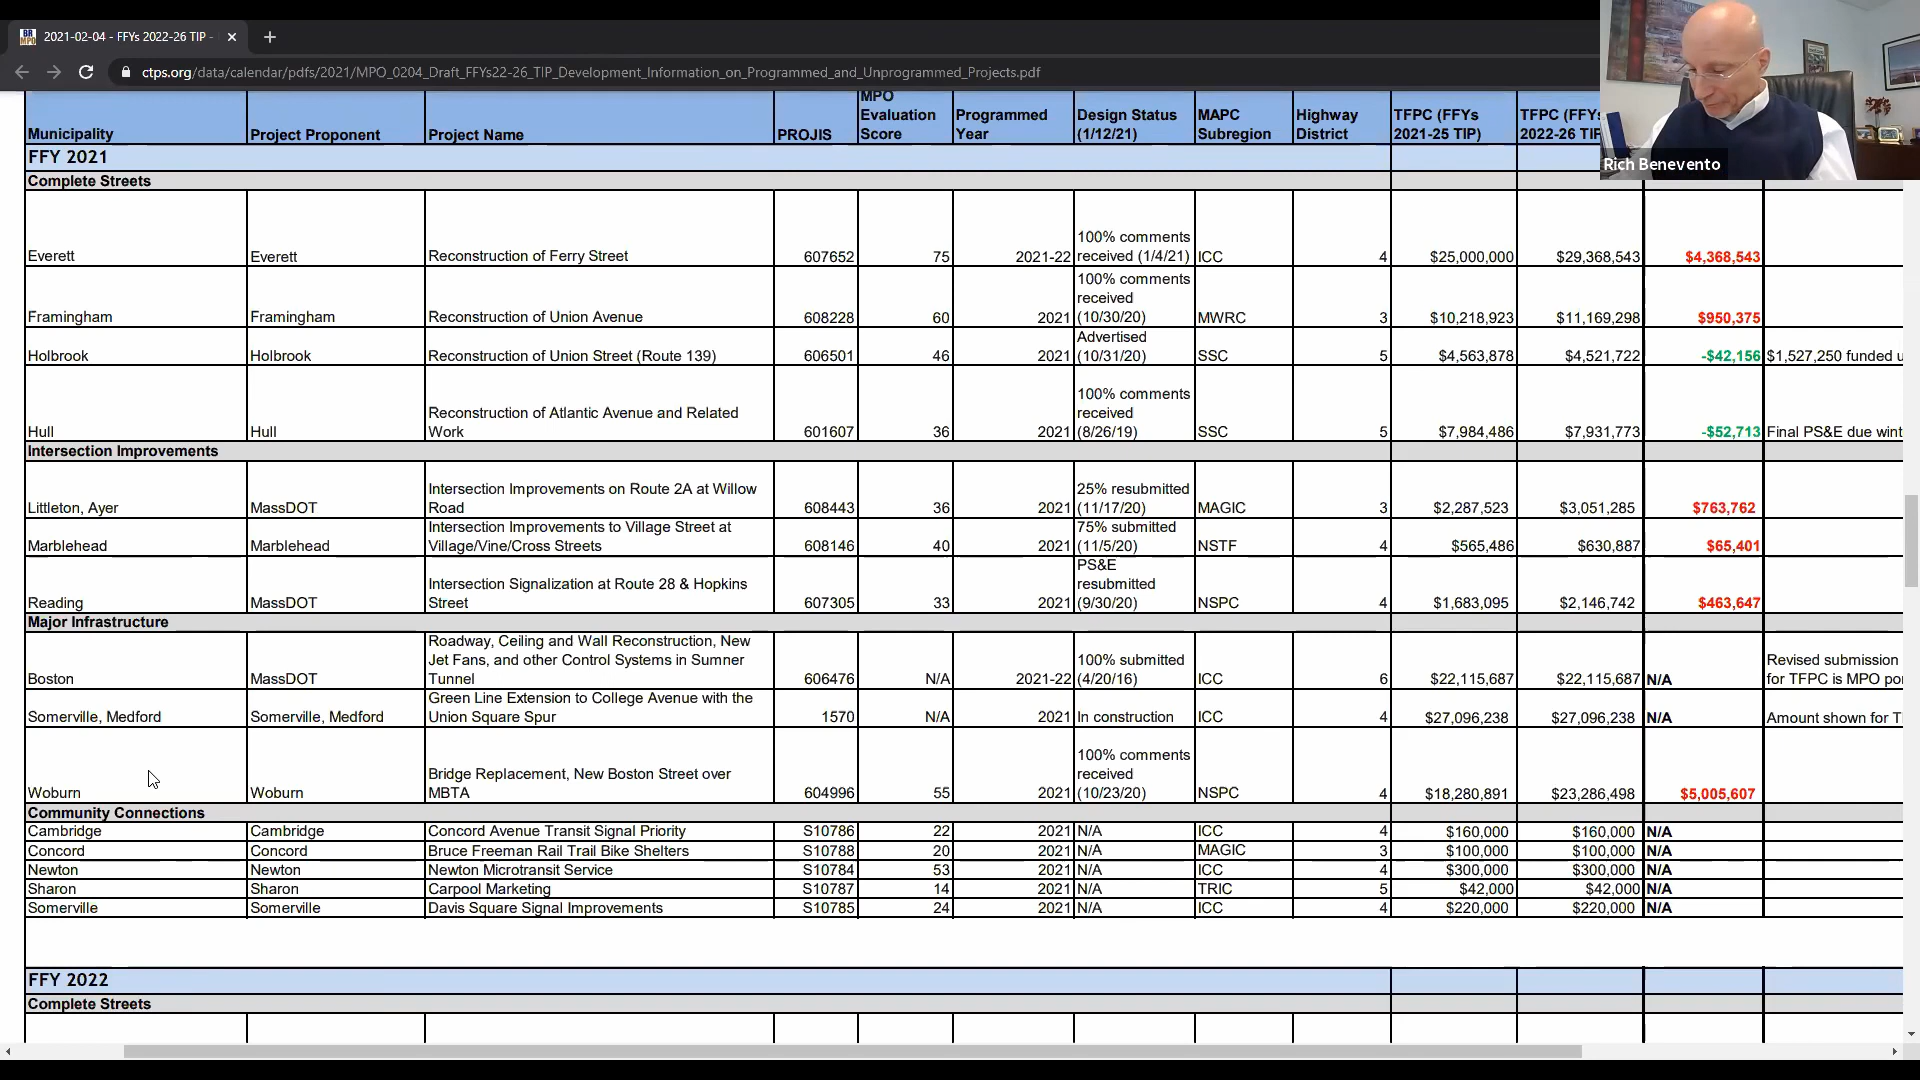 BR
MPO
2021-02-04 - FFYs 2022-26 TIP -
ctps.org/data/calendar/pdfs/2021/MPO_0204_Draft_FFYs22-26_TIP_Development_Information_on_Programmed_and_Unprogrammed_Projects.pdf
Rich Benevento
Municipality Project Proponent Project Name PROJIS MPO Evaluation Score Programmed Year Design Status (1/12/21) MAPC Subregion Highway District TFPC (FFYs 2021-25 TIP) TFPC (FFYs 2022-26 TIP
FFY 2021
Complete Streets
Everett Everett Reconstruction of Ferry Street 607652 75 2021-22 100% comments received (1/4/21) ICC 4 $25,000,000 $29,368,543 $4,368,543
Framingham Framingham Reconstruction of Union Avenue 608228 60 2021 100% comments received (10/30/20) MWRC 3 $10,218,923 $11,169,298 $950,375
Holbrook Holbrook Reconstruction of Union Street (Route 139) 606501 46 2021 Advertised (10/31/20) SSC 5 $4,563,878 $4,521,722 -$42,156 $1,527,250 funded u
Hull Hull Reconstruction of Atlantic Avenue and Related Work 601607 36 2021 100% comments received (8/26/19) SSC 5 $7,984,486 $7,931,773 -$52,713 Final PS&E due wint
Intersection Improvements
Littleton, Ayer MassDOT Intersection Improvements on Route 2A at Willow Road 608443 36 2021 25% resubmitted (11/17/20) MAGIC 3 $2,287,523 $3,051,285 $763,762
Marblehead Marblehead Intersection Improvements to Village Street at Village/Vine/Cross Streets 608146 40 2021 75% submitted (11/5/20) NSTF 4 $565,486 $630,887 $65,401
Reading MassDOT Intersection Signalization at Route 28 & Hopkins Street 607305 33 2021 PS&E resubmitted (9/30/20) NSPC 4 $1,683,095 $2,146,742 $463,647
Major Infrastructure
Boston MassDOT Roadway, Ceiling and Wall Reconstruction, New Jet Fans, and other Control Systems in Sumner Tunnel 606476 N/A 2021-22 100% submitted (4/20/16) ICC 6 $22,115,687 $22,115,687 N/A Revised submission for TFPC is MPO por
Somerville, Medford Somerville, Medford Green Line Extension to College Avenue with the Union Square Spur 1570 N/A 2021 In construction ICC 4 $27,096,238 $27,096,238 N/A Amount shown for T
Woburn Woburn Bridge Replacement, New Boston Street over MBTA 604996 55 2021 100% comments received (10/23/20) NSPC 4 $18,280,891 $23,286,498 $5,005,607
Community Connections
Cambridge Cambridge Concord Avenue Transit Signal Priority S10786 22 2021 N/A ICC 4 $160,000 $160,000 N/A
Concord Concord Bruce Freeman Rail Trail Bike Shelters S10788 20 2021 N/A MAGIC 3 $100,000 $100,000 N/A
Newton Newton Newton Microtransit Service S10784 53 2021 N/A ICC 4 $300,000 $300,000 N/A
Sharon Sharon Carpool Marketing S10787 14 2021 N/A TRIC 5 $42,000 $42,000 N/A
Somerville Somerville Davis Square Signal Improvements S10785 24 2021 N/A ICC 4 $220,000 $220,000 N/A
FFY 2022
Complete Streets